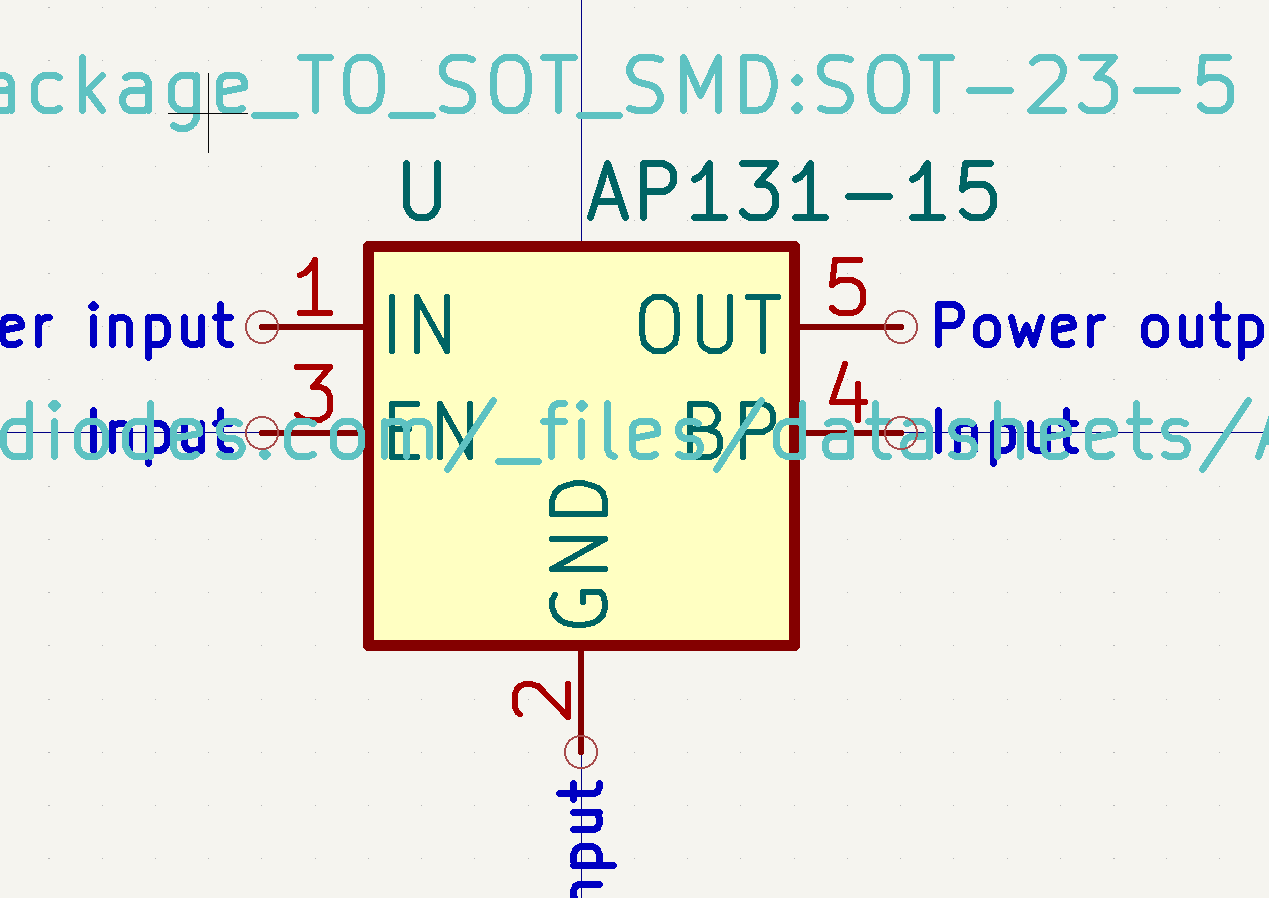 ackage_TO_SOT_SMD:SOT-23-5
U AP131-15
1 5
er input IN OUT Power outp
3 4
Input EN BP Input
diodes.com/_files/datasheets/A
GND
2
nput